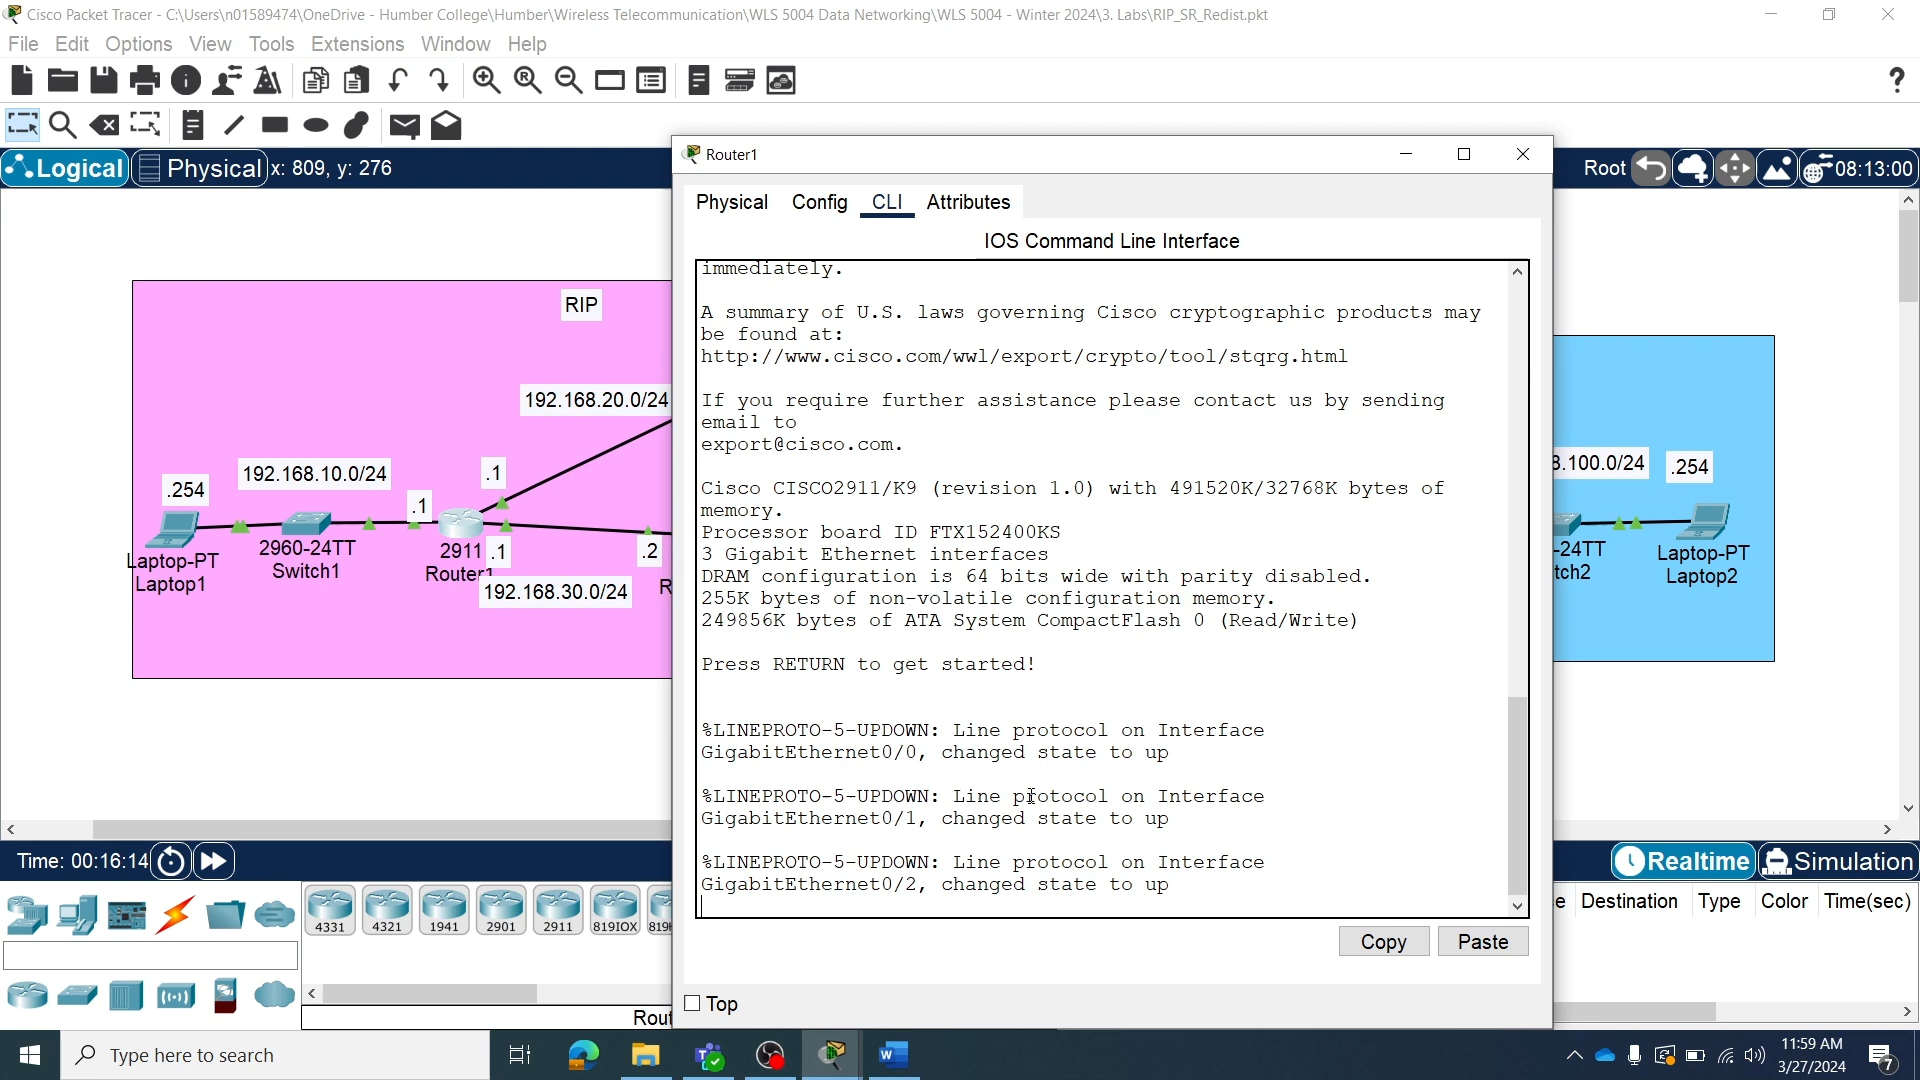 Cisco Packet Tracer - C:\Users\n01589474\OneDrive - Humber College\Humber\Wireless Telecommunication\WLS 5004 Data Networking\WLS 5004 - Winter 2024\3. Labs\RIP_SR_Redist.pkt
File Edit Options View Tools Extensions Window Help
Logical Physical x: 809, y: 276
Root 08:13:00
RIP
192.168.20.0/24
.254
192.168.10.0/24
.1
.1
Laptop-PT
Laptop1
2960-24TT
Switch1
2911
Router1
.1
.2
192.168.30.0/24
R
Router1
Physical Config CLI Attributes
IOS Command Line Interface
immediately.
A summary of U.S. laws governing Cisco cryptographic products may
be found at:
http://www.cisco.com/wwl/export/crypto/tool/stqrg.html
If you require further assistance please contact us by sending
email to
export@cisco.com.
Cisco CISCO2911/K9 (revision 1.0) with 491520K/32768K bytes of
memory.
Processor board ID FTX152400KS
3 Gigabit Ethernet interfaces
DRAM configuration is 64 bits wide with parity disabled.
255K bytes of non-volatile configuration memory.
249856K bytes of ATA System CompactFlash 0 (Read/Write)
Press RETURN to get started!
%LINEPROTO-5-UPDOWN: Line protocol on Interface
GigabitEthernet0/0, changed state to up
%LINEPROTO-5-UPDOWN: Line protocol on Interface
GigabitEthernet0/1, changed state to up
%LINEPROTO-5-UPDOWN: Line protocol on Interface
GigabitEthernet0/2, changed state to up
Copy Paste
Top
8.100.0/24
.254
-24TT
tch2
Laptop-PT
Laptop2
Time: 00:16:14
Realtime Simulation
4331 4321 1941 2901 2911 819IOX 819H
Rout
e Destination Type Color Time(sec)
Type here to search
11:59 AM
3/27/2024
7